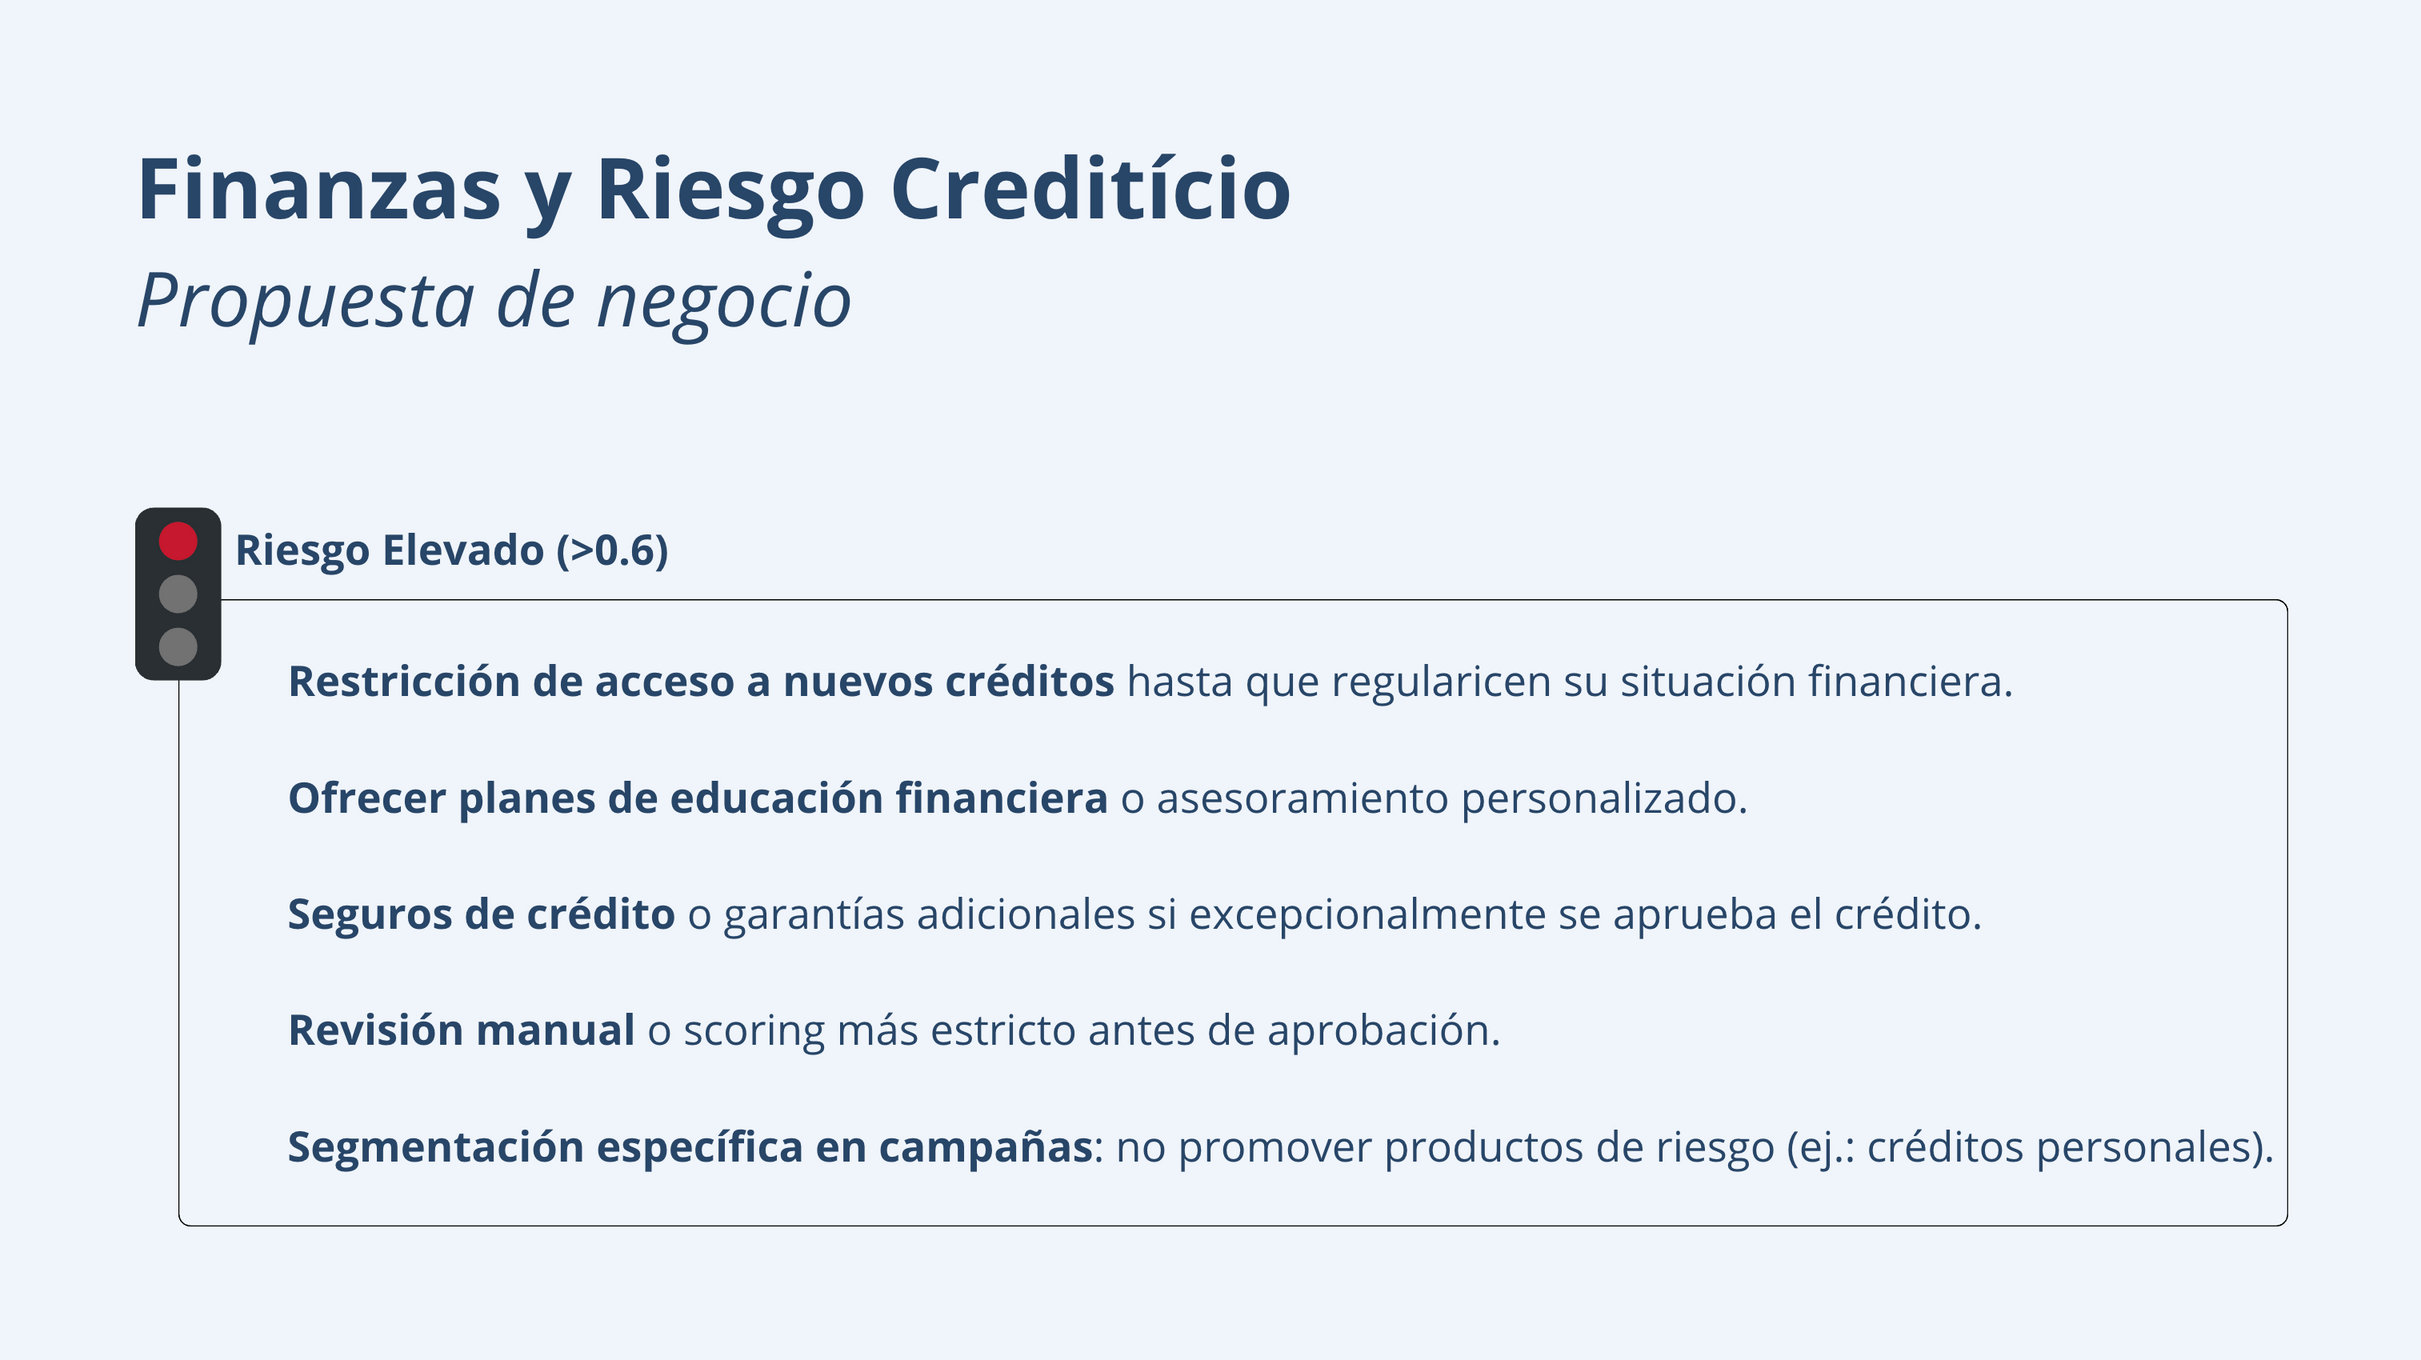 Finanzas y Riesgo Creditício
Propuesta de negocio
Riesgo Elevado (>0.6)
Restricción de acceso a nuevos créditos hasta que regularicen su situación financiera.
Ofrecer planes de educación financiera o asesoramiento personalizado.
Seguros de crédito o garantías adicionales si excepcionalmente se aprueba el crédito.
Revisión manual o scoring más estricto antes de aprobación.
Segmentación específica en campañas: no promover productos de riesgo (ej.: créditos personales).